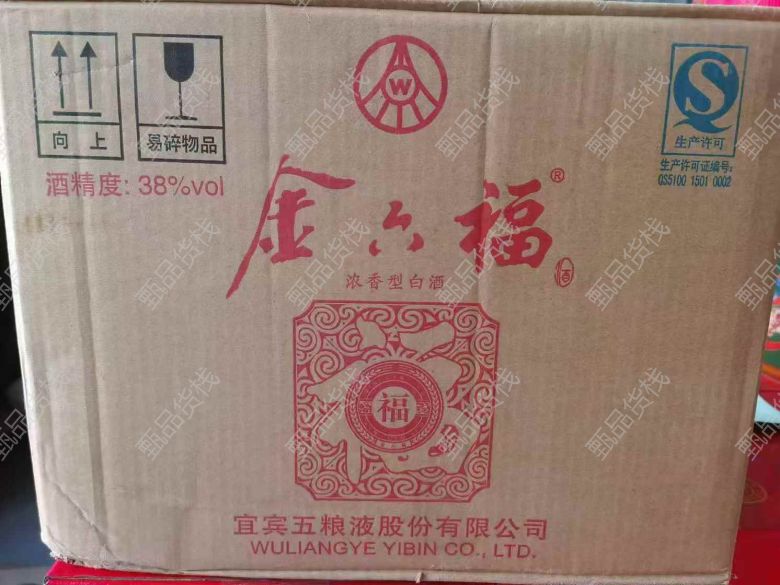 向上
易碎物品
W
生产许可
生产许可证编号:
QS5100 1501 0002
酒精度: 38%vol
金六福®
酒
浓香型白酒
福
宜宾五粮液股份有限公司
WULIANGYE YIBIN CO., LTD.
甄品货栈